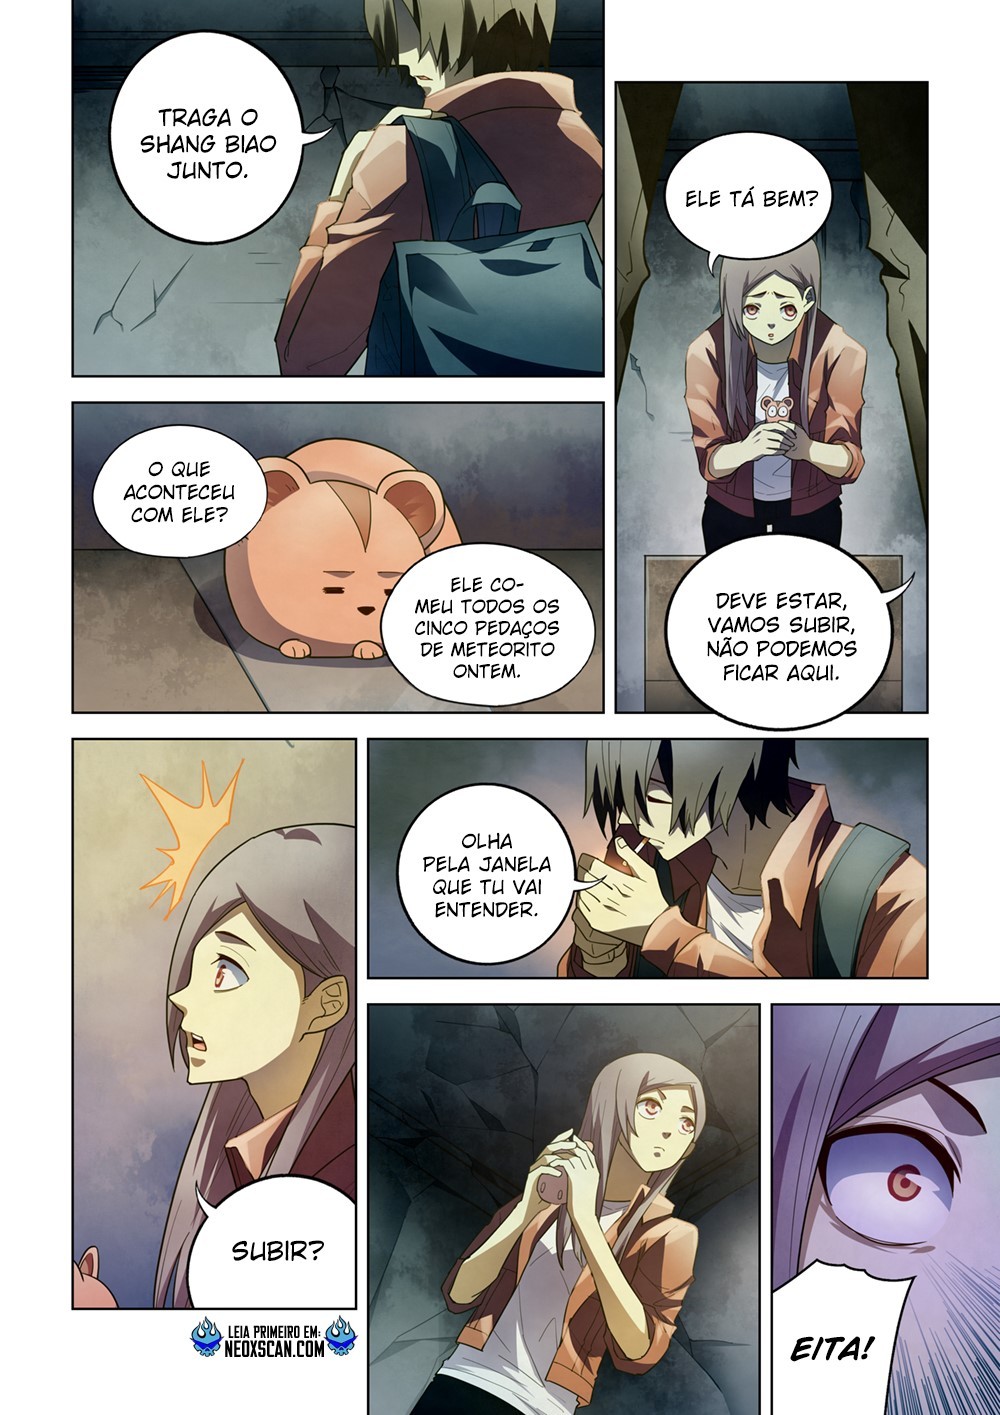 TRAGA O
SHANG BIAO
JUNTO.
ELE TÁ BEM?
O QUE
ACONTECEU
COM ELE?
ELE CO-
MEU TODOS OS
CINCO PEDAÇOS
DE METEORITO
ONTEM.
DEVE ESTAR,
VAMOS SUBIR,
NÃO PODEMOS
FICAR AQUI.
SUBIR?
OLHA
PELA JANELA
QUE TU VAI
ENTENDER.
EITA!
LEIA PRIMEIRO EM:
NEOXSCAN.COM